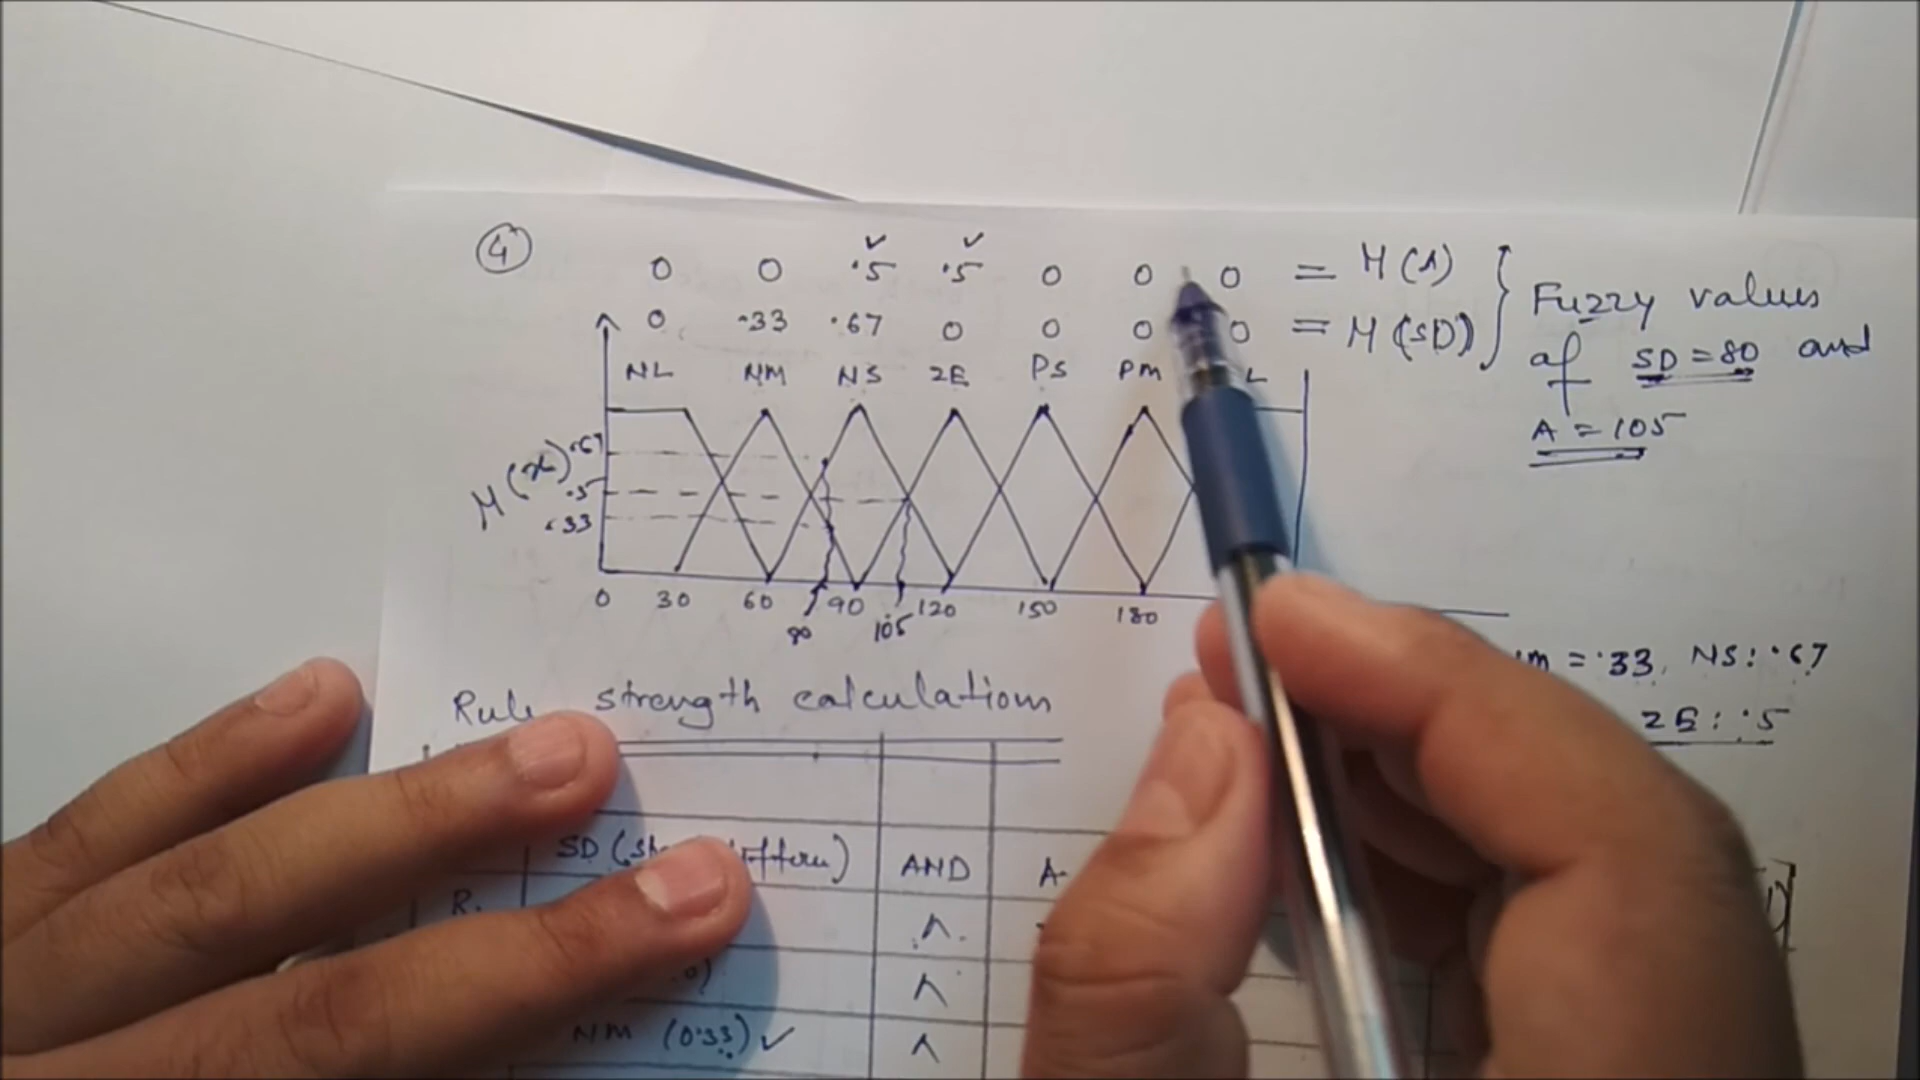 4
0 0 .5 .5 0 0 0 = M(A)
0 .33 .67 0 0 0 0 = M(SD)
Fuzzy values
of SD = 80 and
A = 105
NL NM NS ZE PS PM L
M(x)
.67
.5
.33
0 30 60 90 120 150 180
80 105
m = .33, NS: .67
ZE: .5
Rule strength calculations
SD ( AND A
R.
^
0) ^
NM (0.33) ✓ ^